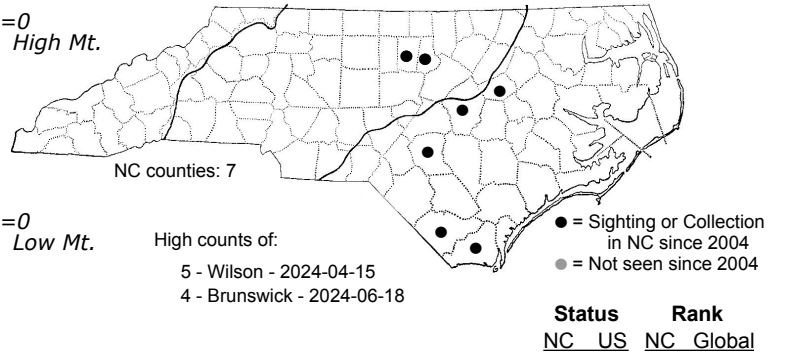 =0
High Mt.
NC counties: 7
=0
Low Mt.
High counts of:
5 - Wilson - 2024-04-15
4 - Brunswick - 2024-06-18
= Sighting or Collection
in NC since 2004
= Not seen since 2004
Status Rank
NC US NC Global